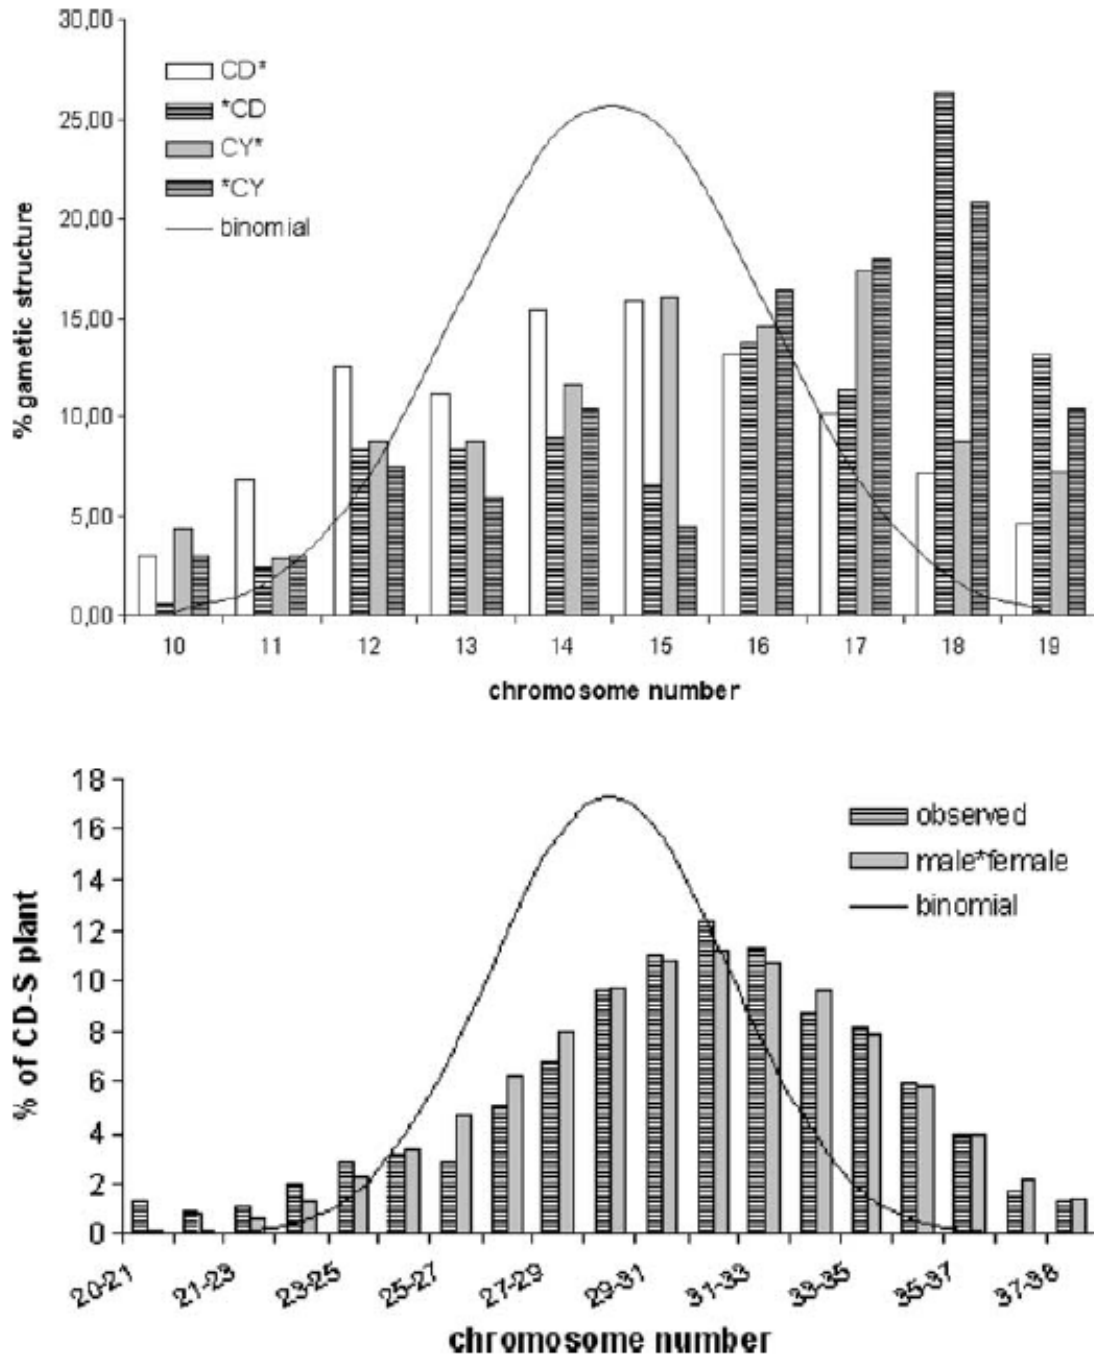 30,00
25,00
20,00
15,00
10,00
5,00
0,00
% gametic structure
CD*
*CD
CY*
*CY
binomial
10 11 12 13 14 15 16 17 18 19
chromosome number
18
16
14
12
10
8
6
4
2
0
% of CD-S plant
observed
male*female
binomial
20-21 21-23 23-25 25-27 27-29 29-31 31-33 33-35 35-37 37-38
chromosome number